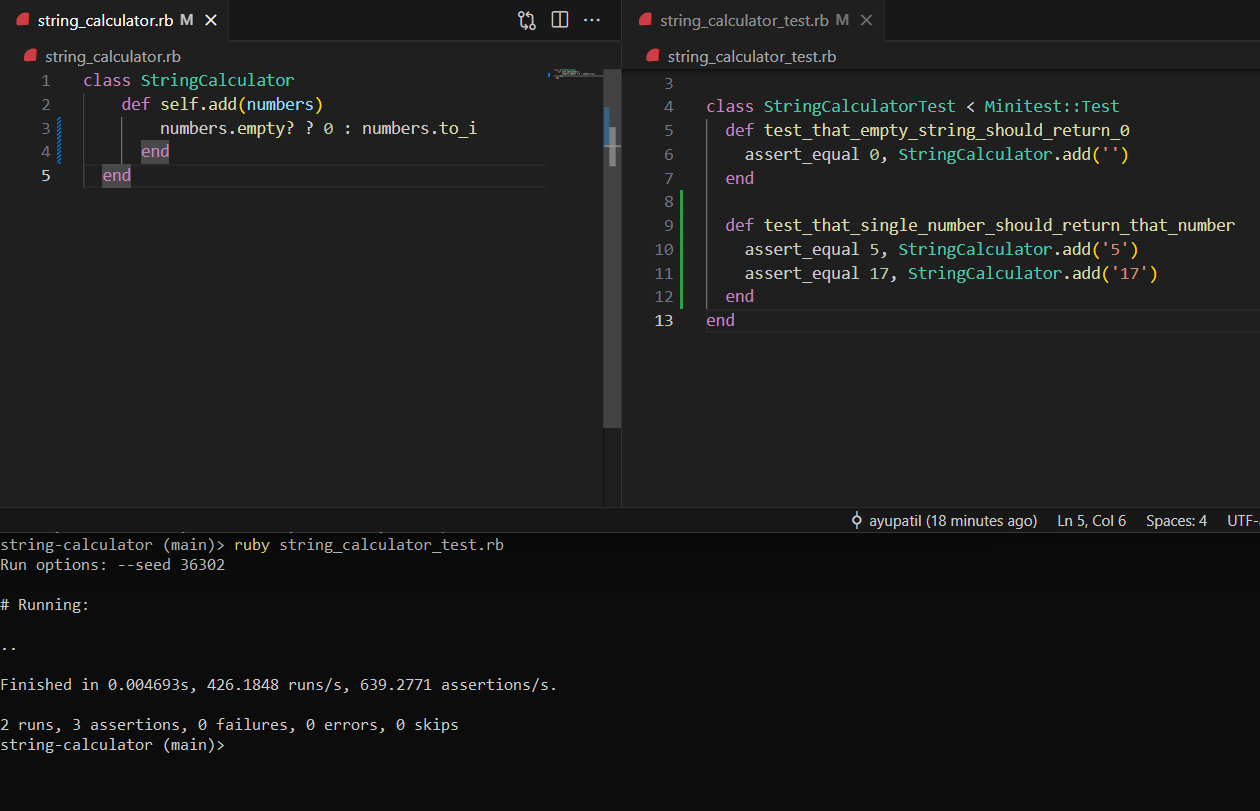 string_calculator.rb M
string_calculator.rb
1 class StringCalculator
2     def self.add(numbers)
3         numbers.empty? ? 0 : numbers.to_i
4       end
5   end
string_calculator_test.rb M
string_calculator_test.rb
3
4 class StringCalculatorTest < Minitest::Test
5   def test_that_empty_string_should_return_0
6     assert_equal 0, StringCalculator.add('')
7   end
8
9   def test_that_single_number_should_return_that_number
10     assert_equal 5, StringCalculator.add('5')
11     assert_equal 17, StringCalculator.add('17')
12   end
13 end
ayupatil (18 minutes ago) Ln 5, Col 6 Spaces: 4 UTF-
string-calculator (main)> ruby string_calculator_test.rb
Run options: --seed 36302
# Running:
..
Finished in 0.004693s, 426.1848 runs/s, 639.2771 assertions/s.
2 runs, 3 assertions, 0 failures, 0 errors, 0 skips
string-calculator (main)>